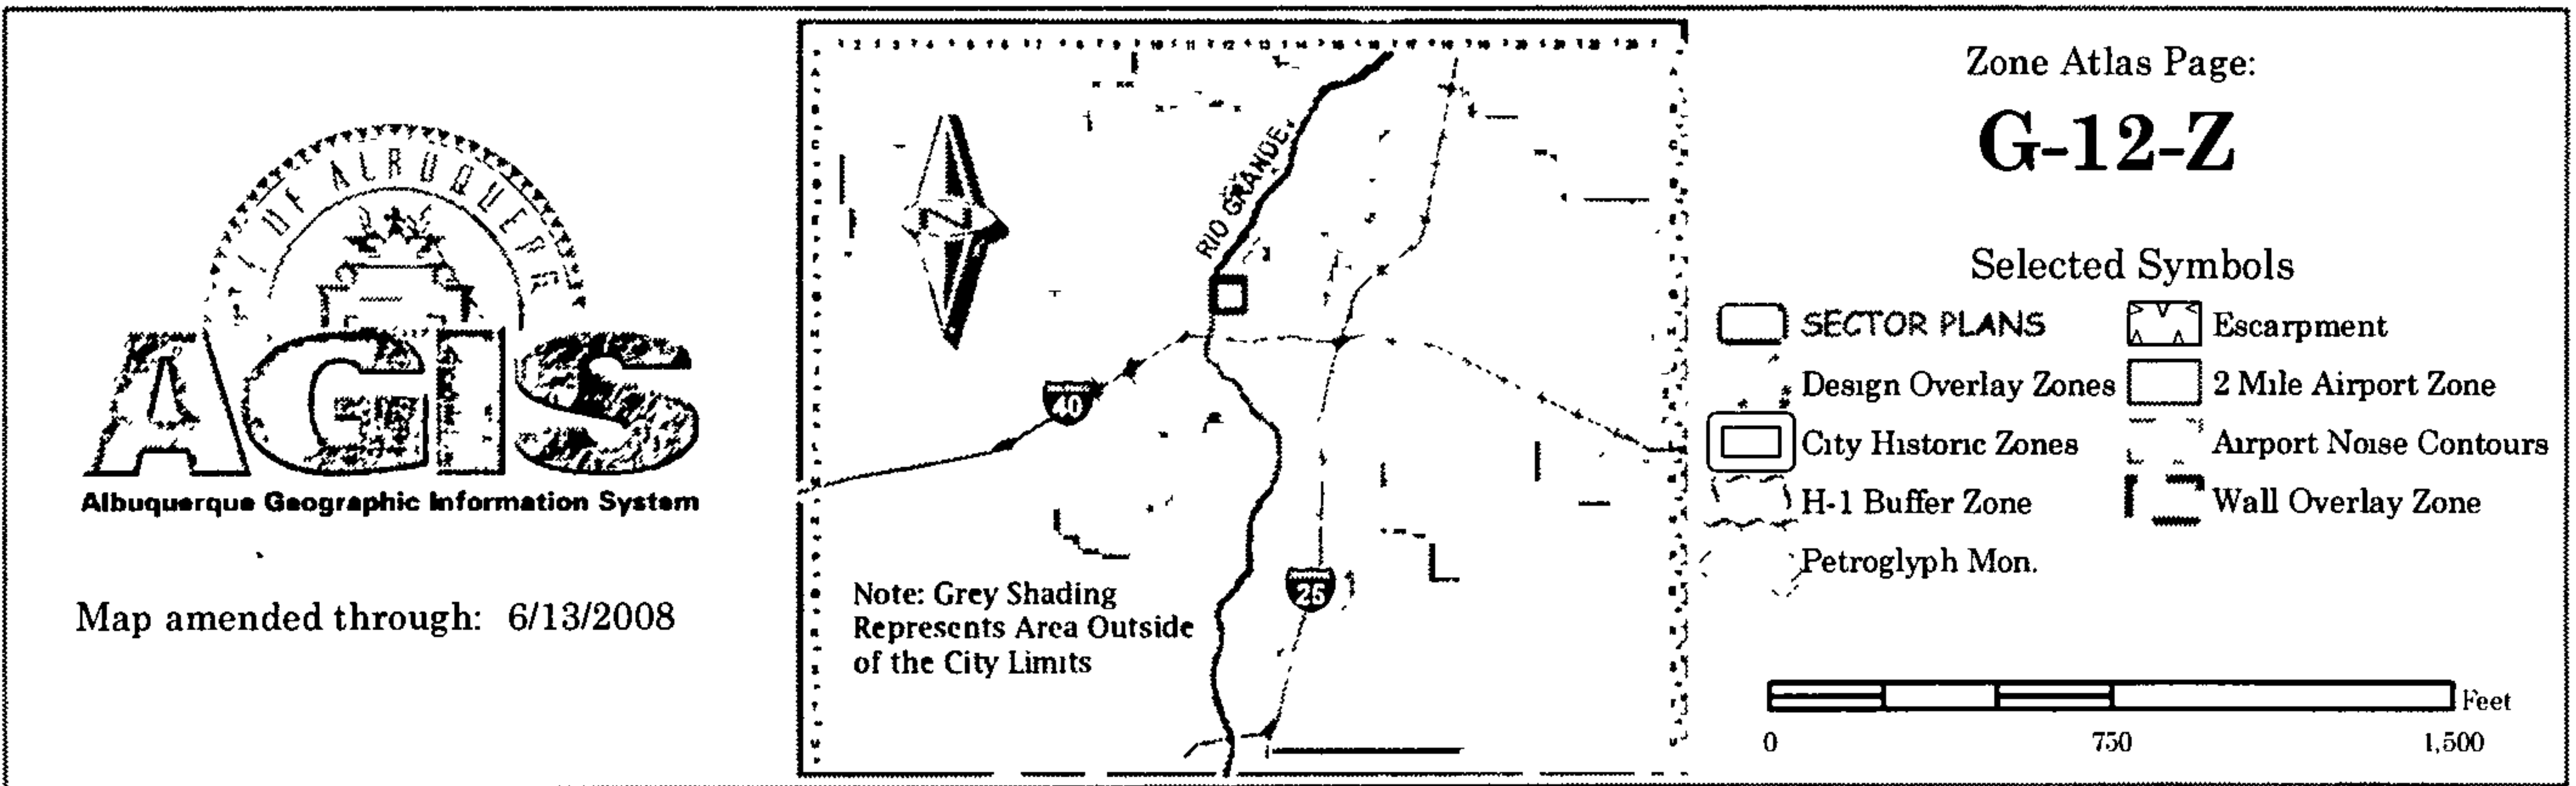 AGIS
Albuquerque Geographic Information System
Map amended through: 6/13/2008
RIO GRANDE
N
40
25
Note: Grey Shading
Represents Area Outside
of the City Limits
Zone Atlas Page:
G-12-Z
Selected Symbols
SECTOR PLANS
Escarpment
Design Overlay Zones
2 Mile Airport Zone
City Historic Zones
Airport Noise Contours
H-1 Buffer Zone
Wall Overlay Zone
Petroglyph Mon.
Feet
0 750 1,500